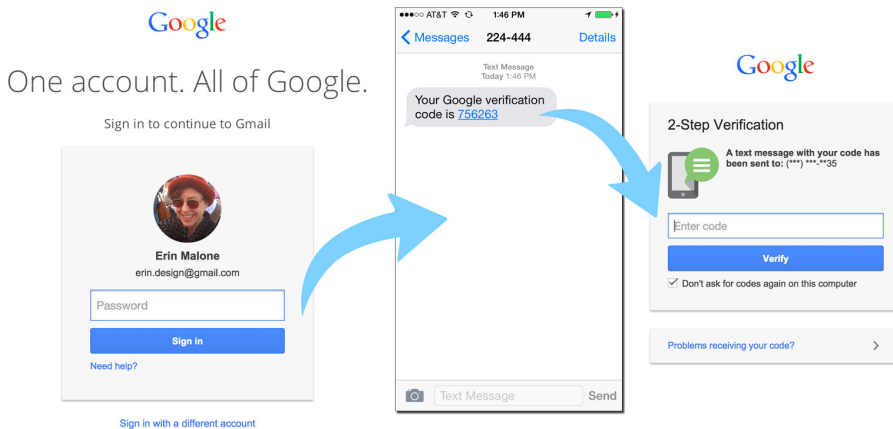 Google
One account. All of Google.
Sign in to continue to Gmail
Erin Malone
erin.design@gmail.com
Password
Sign in
Need help?
Sign in with a different account
AT&T 1:46 PM
Messages 224-444 Details
Text Message
Today 1:46 PM
Your Google verification
code is 756263
Text Message Send
Google
2-Step Verification
A text message with your code has
been sent to: (***) ***-**35
Enter code
Verify
Don't ask for codes again on this computer
Problems receiving your code?